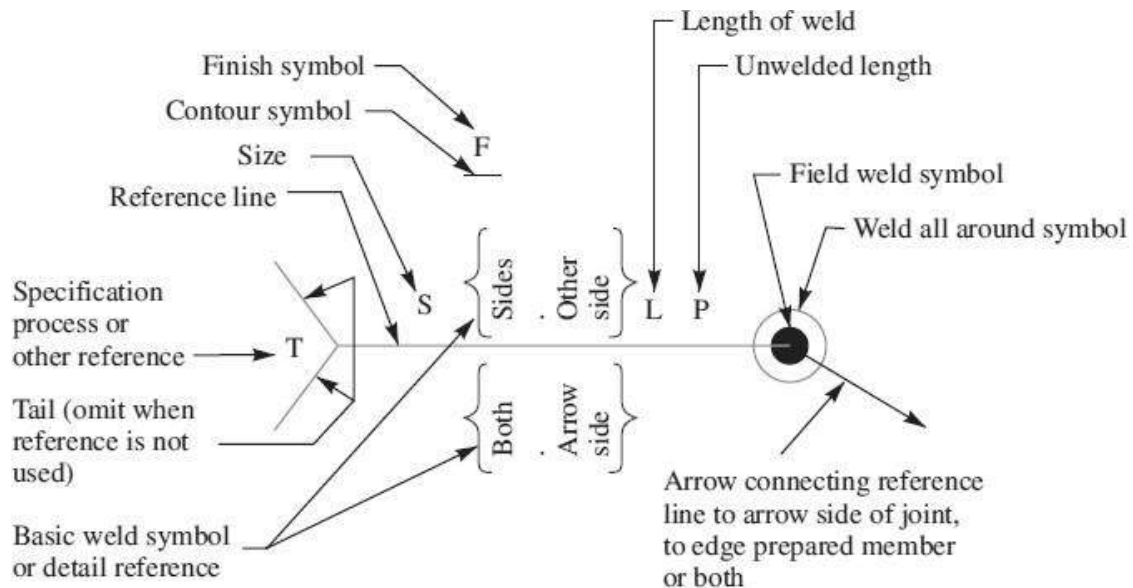 Length of weld
Finish symbol
Unwelded length
Contour symbol
F
Size
Field weld symbol
Reference line
Weld all around symbol
Specification
process or
other reference
T
S
Sides . Other
side
L P
Tail (omit when
reference is not
used)
Both . Arrow
side
Arrow connecting reference
line to arrow side of joint,
to edge prepared member
or both
Basic weld symbol
or detail reference